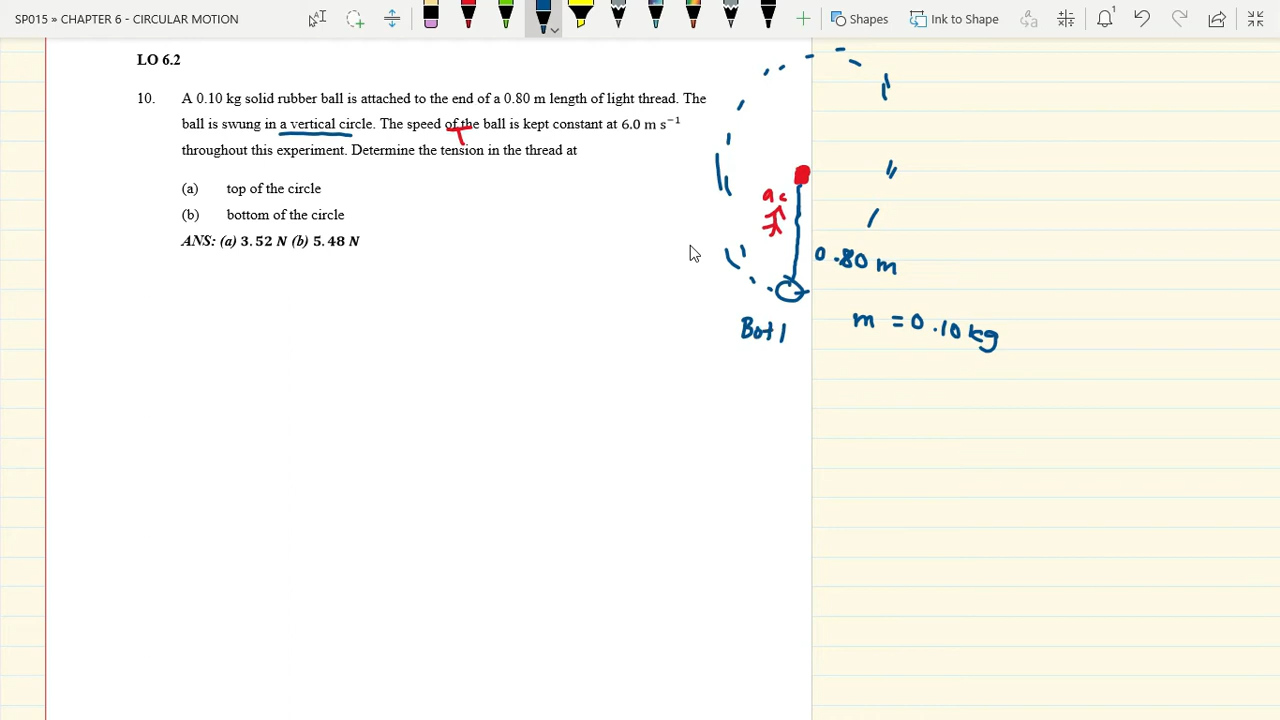 SP015 » CHAPTER 6 - CIRCULAR MOTION
Shapes
Ink to Shape
LO 6.2
10. A 0.10 kg solid rubber ball is attached to the end of a 0.80 m length of light thread. The
ball is swung in a vertical circle. The speed of the ball is kept constant at 6.0 m s⁻¹
T
throughout this experiment. Determine the tension in the thread at
(a) top of the circle
(b) bottom of the circle
ANS: (a) 3.52 N (b) 5.48 N
ac
0.80 m
m = 0.10 kg